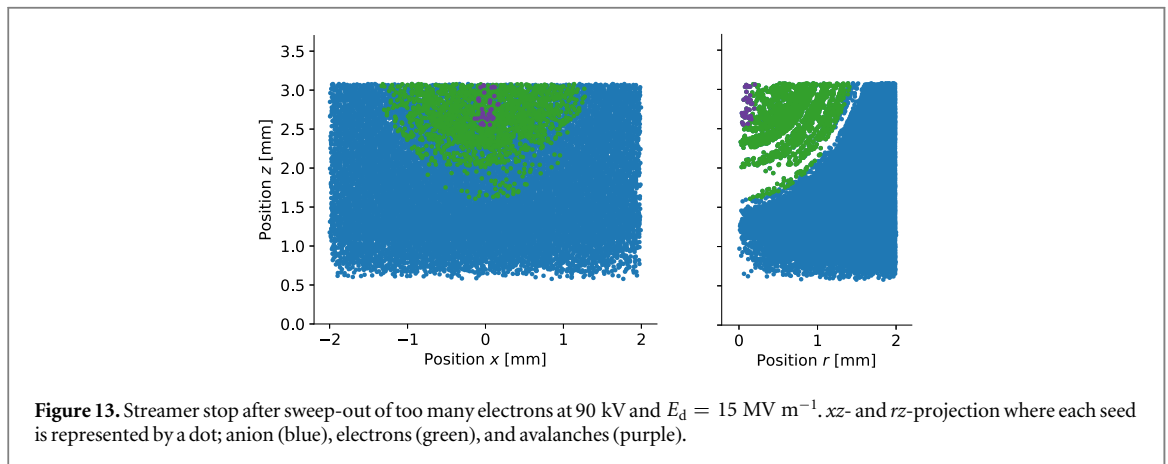 3.5
3.0
2.5
2.0
1.5
1.0
0.5
0.0
Position z [mm]
−2 −1 0 1 2
Position x [mm]
0 1 2
Position r [mm]
Figure 13. Streamer stop after sweep-out of too many electrons at 90 kV and E_d = 15 MV m⁻¹. xz- and rz-projection where each seed
is represented by a dot; anion (blue), electrons (green), and avalanches (purple).